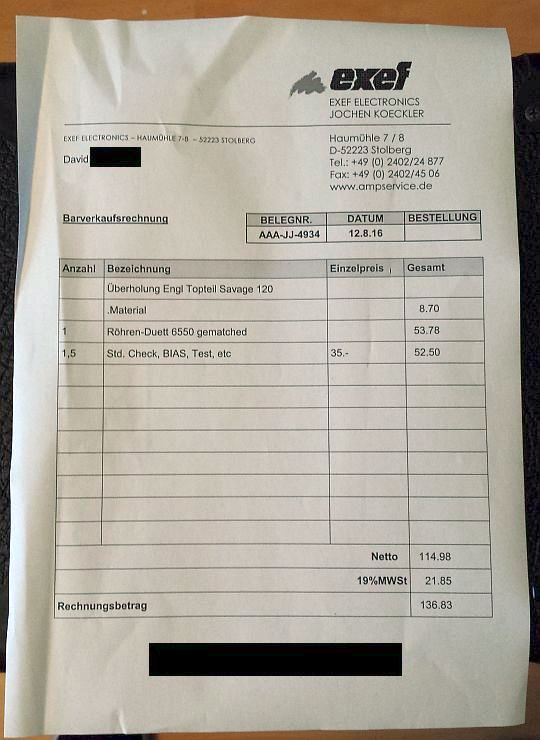 exef
EXEF ELECTRONICS
JOCHEN KOECKLER
EXEF ELECTRONICS – HAUMÜHLE 7-8 – 52223 STOLBERG
David
Haumühle 7 / 8
D-52223 Stolberg
Tel.: +49 (0) 2402/24 877
Fax: +49 (0) 2402/45 06
www.ampservice.de
Barverkaufsrechnung
BELEGNR. DATUM BESTELLUNG
AAA-JJ-4934 12.8.16
Anzahl Bezeichnung Einzelpreis Gesamt
Überholung Engl Topteil Savage 120
.Material 8.70
1 Röhren-Duett 6550 gematched 53.78
1,5 Std. Check, BIAS, Test, etc 35.- 52.50
Netto 114.98
19%MWSt 21.85
Rechnungsbetrag 136.83